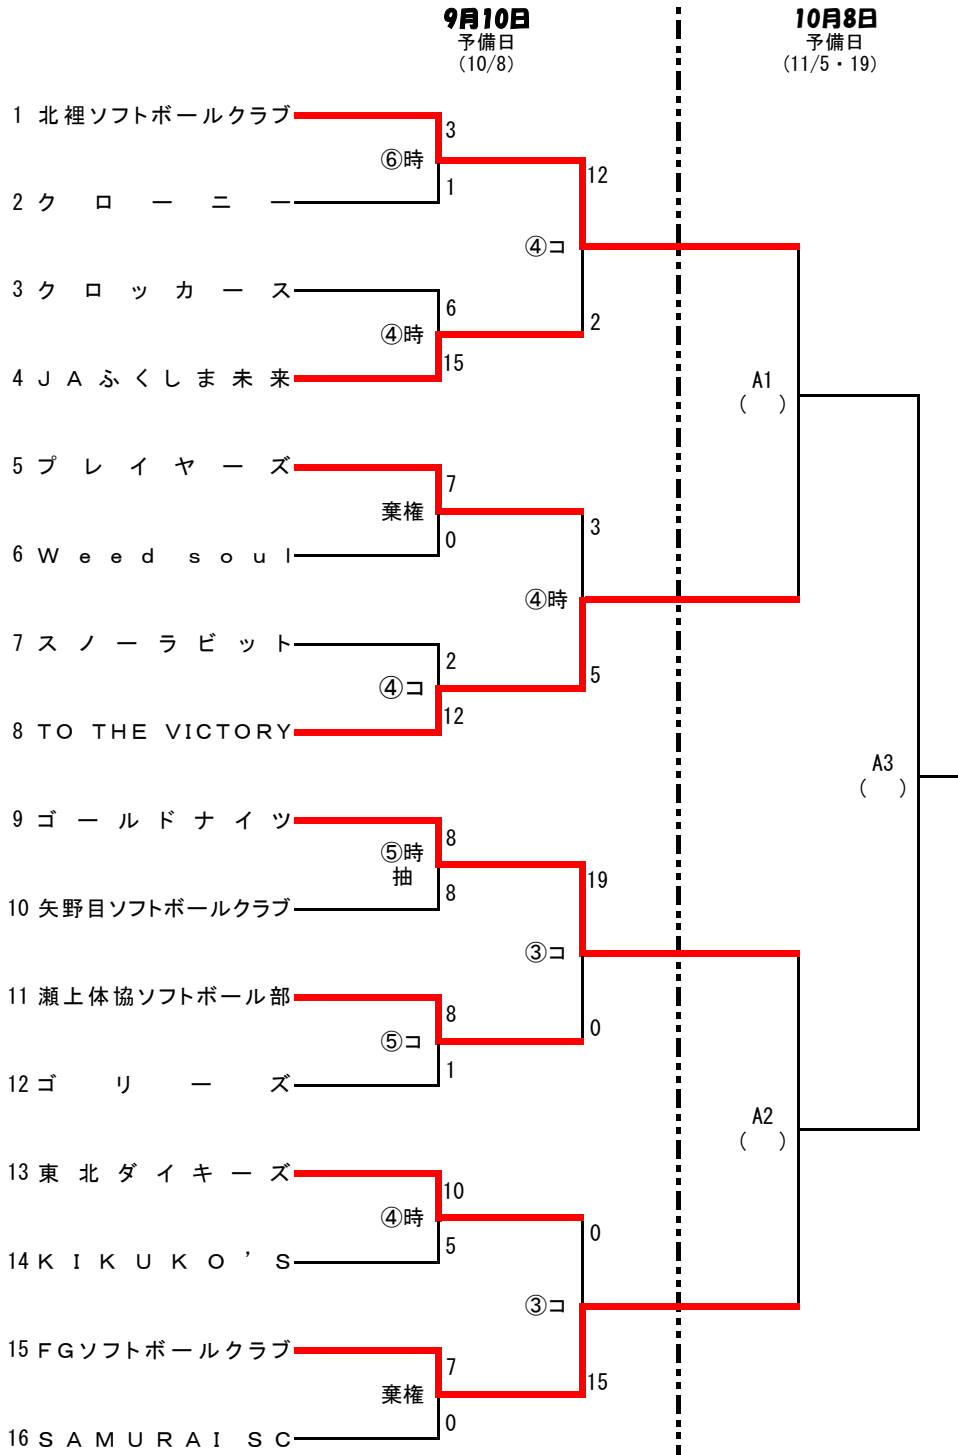 9月10日
予備日
(10/8)
10月8日
予備日
(11/5・19)
1 北裡ソフトボールクラブ
3
⑥時
12
1
2 クローニー
④コ
3 クロッカース
6
2
④時
15
4 JAふくしま未来
A1
( )
5 プレイヤーズ
7
棄権
3
0
6 Weed soul
④時
7 スノーラビット
2
5
④コ
12
8 TO THE VICTORY
A3
( )
9 ゴールドナイツ
8
⑤時
抽
19
8
10 矢野目ソフトボールクラブ
③コ
11 瀬上体協ソフトボール部
8
0
⑤コ
1
12 ゴリーズ
A2
( )
13 東北ダイキーズ
10
④時
0
5
14 KIKUKO'S
③コ
15 FGソフトボールクラブ
7
15
棄権
0
16 SAMURAI SC